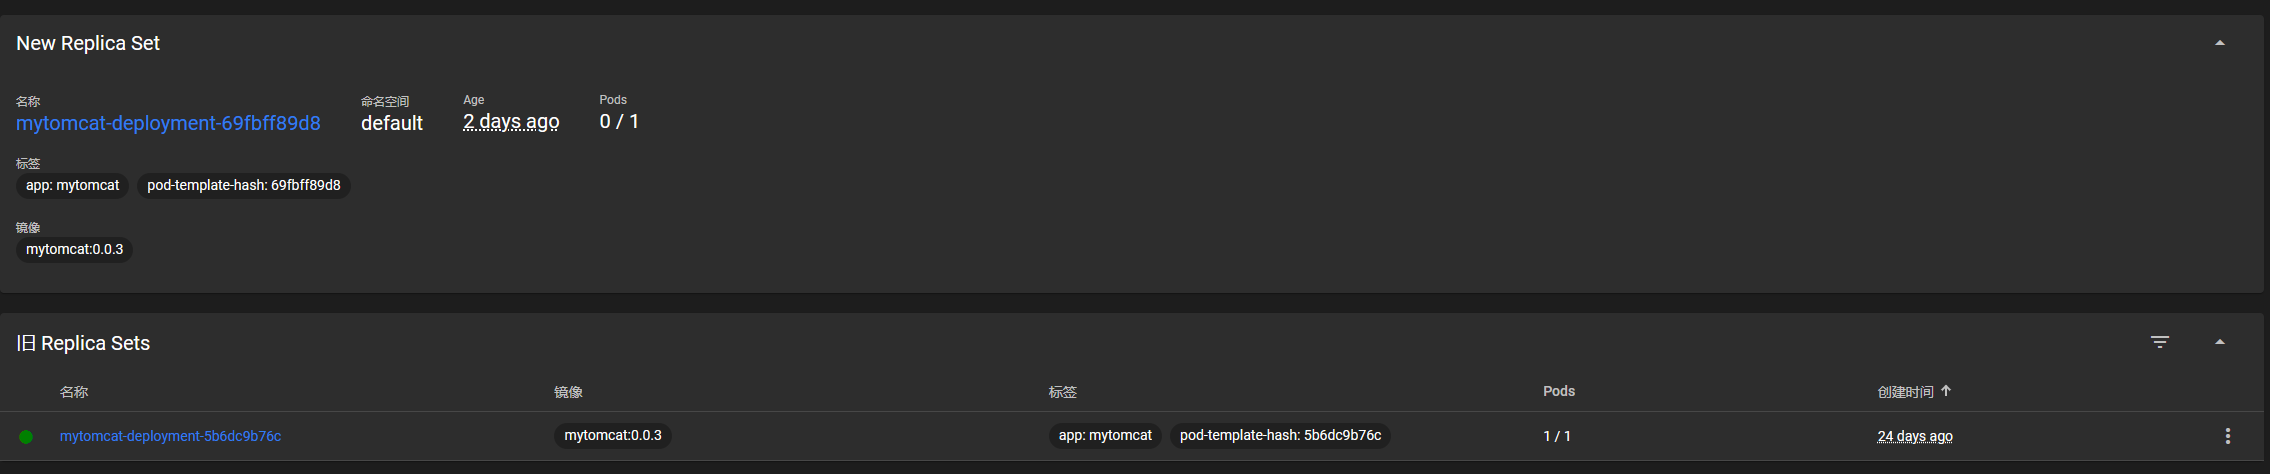 New Replica Set
名称 命名空间 Age Pods
mytomcat-deployment-69fbff89d8 default 2 days ago 0 / 1
标签
app: mytomcat pod-template-hash: 69fbff89d8
镜像
mytomcat:0.0.3
旧 Replica Sets
名称 镜像 标签 Pods 创建时间
mytomcat-deployment-5b6dc9b76c mytomcat:0.0.3 app: mytomcat pod-template-hash: 5b6dc9b76c 1 / 1 24 days ago